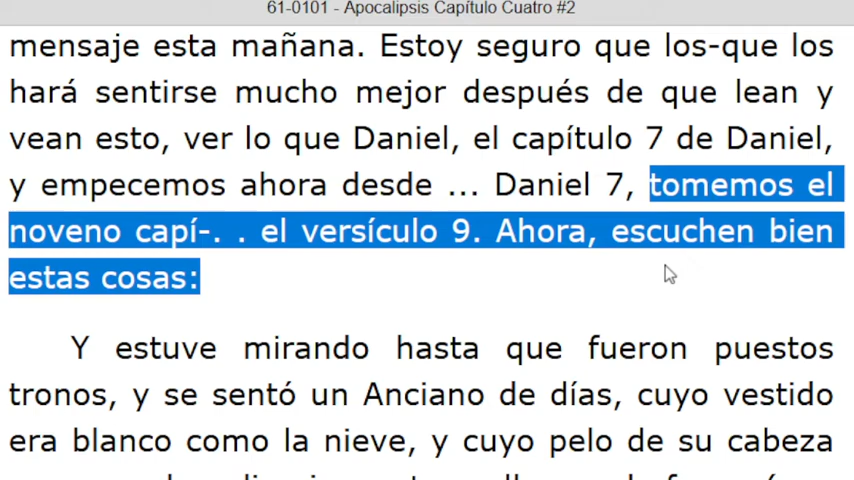 61-0101 - Apocalipsis Capítulo Cuatro #2
mensaje esta mañana. Estoy seguro que los-que los
hará sentirse mucho mejor después de que lean y
vean esto, ver lo que Daniel, el capítulo 7 de Daniel,
y empecemos ahora desde ... Daniel 7, tomemos el
noveno capí-. . el versículo 9. Ahora, escuchen bien
estas cosas:
Y estuve mirando hasta que fueron puestos
tronos, y se sentó un Anciano de días, cuyo vestido
era blanco como la nieve, y cuyo pelo de su cabeza